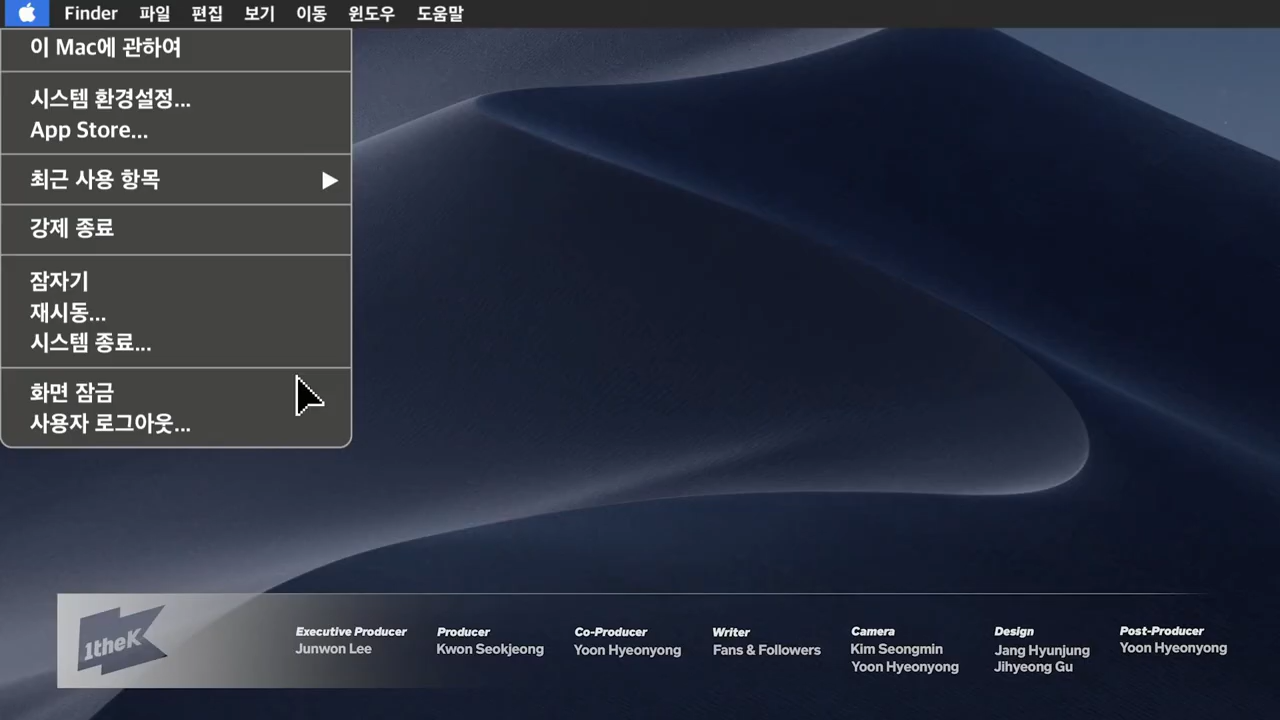 Finder 파일 편집 보기 이동 윈도우 도움말
이 Mac에 관하여
시스템 환경설정...
App Store...
최근 사용 항목
강제 종료
잠자기
재시동...
시스템 종료...
화면 잠금
사용자 로그아웃...
1theK
Executive Producer
Junwon Lee
Producer
Kwon Seokjeong
Co-Producer
Yoon Hyeonyong
Writer
Fans & Followers
Camera
Kim Seongmin
Yoon Hyeonyong
Design
Jang Hyunjung
Jihyeong Gu
Post-Producer
Yoon Hyeonyong